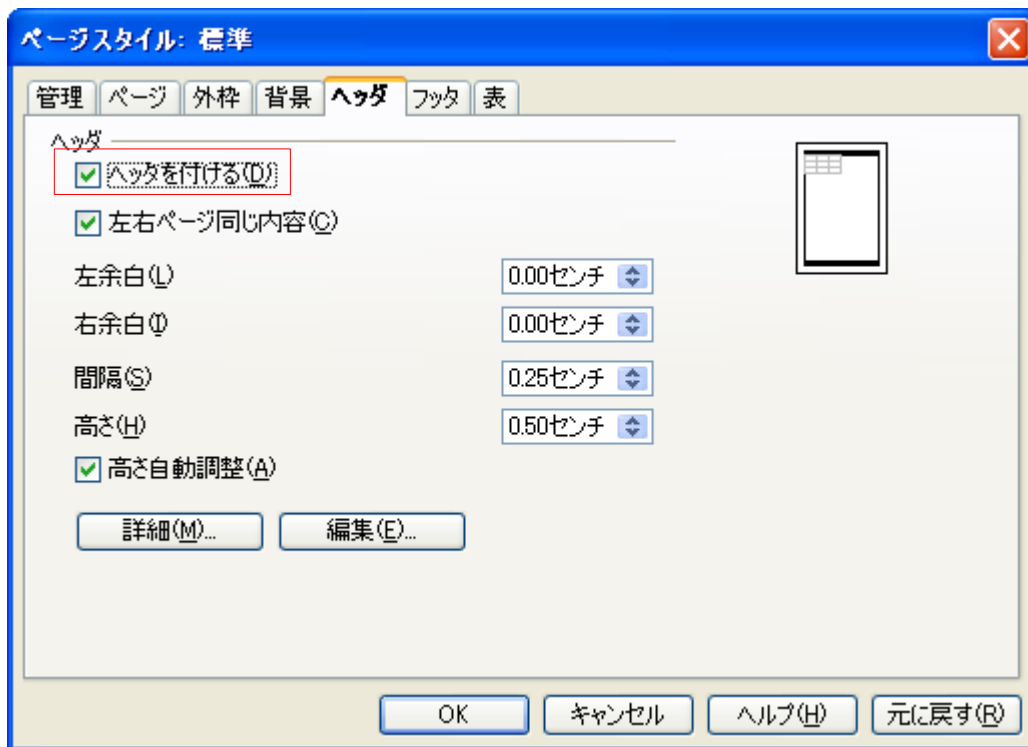 ページスタイル: 標準
管理 ページ 外枠 背景 ヘッダ フッタ 表
ヘッダ
ヘッダを付ける(D)
左右ページ同じ内容(C)
左余白(L) 0.00センチ
右余白(I) 0.00センチ
間隔(S) 0.25センチ
高さ(H) 0.50センチ
高さ自動調整(A)
詳細(M)... 編集(E)...
OK キャンセル ヘルプ(H) 元に戻す(R)